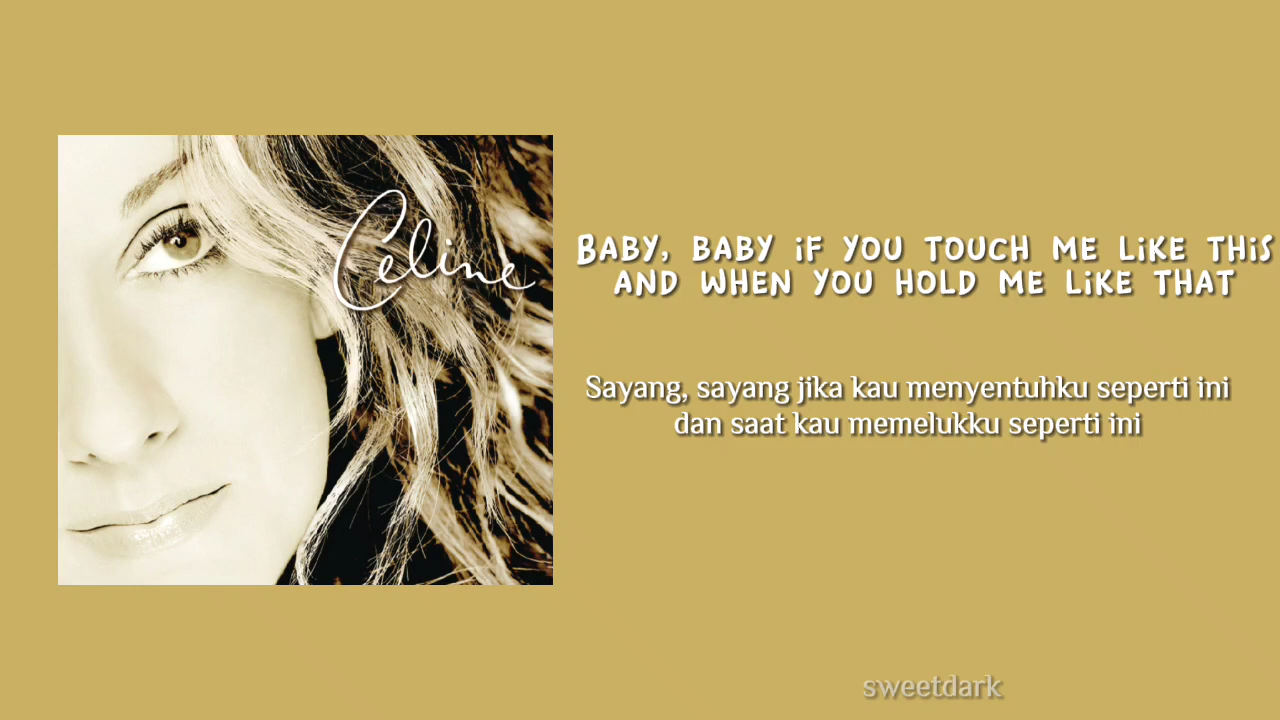 Celine
BABY, BABY iF YOU TOUCH ME LiKE THiS
AND WHEN YOU HOLD ME LiKE THAT
Sayang, sayang jika kau menyentuhku seperti ini
dan saat kau memelukku seperti ini
sweetdark